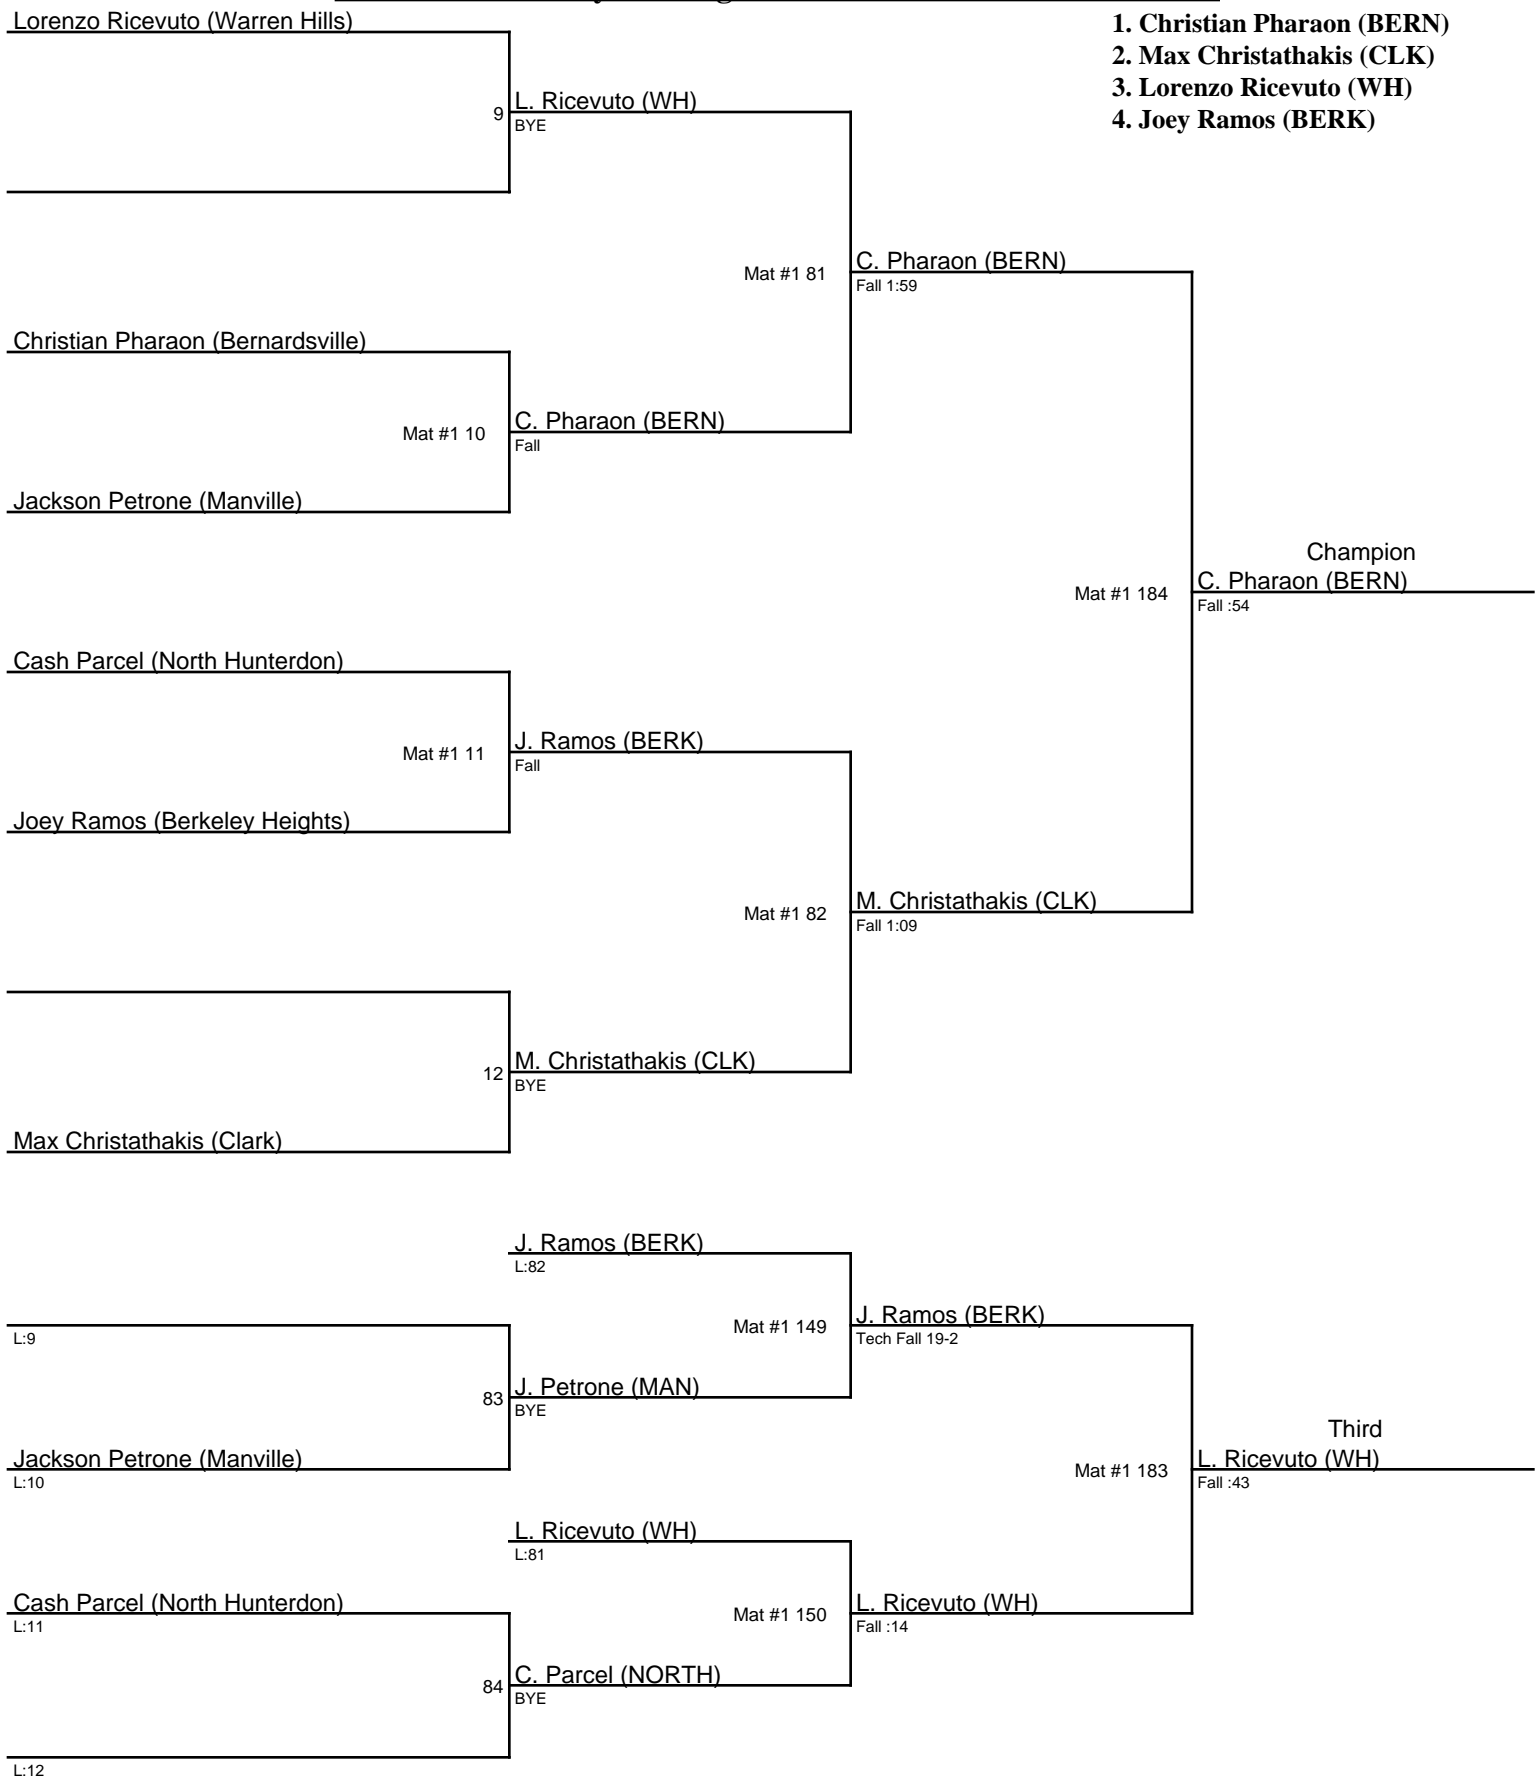 Lorenzo Ricevuto (Warren Hills)
1. Christian Pharaon (BERN)
2. Max Christathakis (CLK)
3. Lorenzo Ricevuto (WH)
4. Joey Ramos (BERK)
9
L. Ricevuto (WH)
BYE
Mat #1 81
C. Pharaon (BERN)
Fall 1:59
Christian Pharaon (Bernardsville)
Mat #1 10
C. Pharaon (BERN)
Fall
Jackson Petrone (Manville)
Champion
Mat #1 184
C. Pharaon (BERN)
Fall :54
Cash Parcel (North Hunterdon)
Mat #1 11
J. Ramos (BERK)
Fall
Joey Ramos (Berkeley Heights)
Mat #1 82
M. Christathakis (CLK)
Fall 1:09
12
M. Christathakis (CLK)
BYE
Max Christathakis (Clark)
J. Ramos (BERK)
L:82
Mat #1 149
J. Ramos (BERK)
Tech Fall 19-2
L:9
83
J. Petrone (MAN)
BYE
Jackson Petrone (Manville)
L:10
Third
Mat #1 183
L. Ricevuto (WH)
Fall :43
L. Ricevuto (WH)
L:81
Cash Parcel (North Hunterdon)
L:11
Mat #1 150
L. Ricevuto (WH)
Fall :14
84
C. Parcel (NORTH)
BYE
L:12